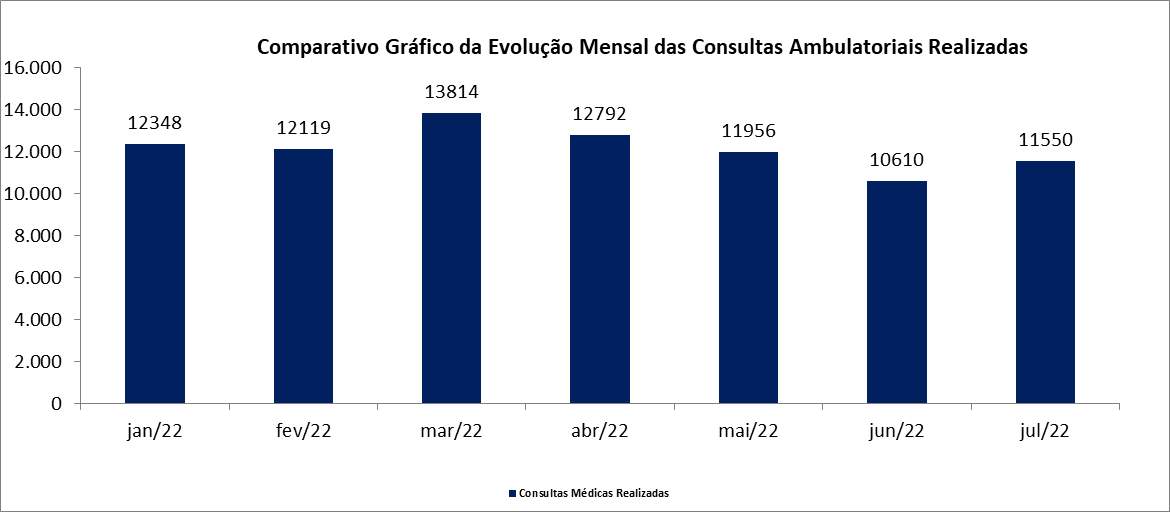 Comparativo Gráfico da Evolução Mensal das Consultas Ambulatoriais Realizadas
16.000
14.000
12.000
10.000
8.000
6.000
4.000
2.000
0
12348
12119
13814
12792
11956
10610
11550
jan/22
fev/22
mar/22
abr/22
mai/22
jun/22
jul/22
Consultas Médicas Realizadas